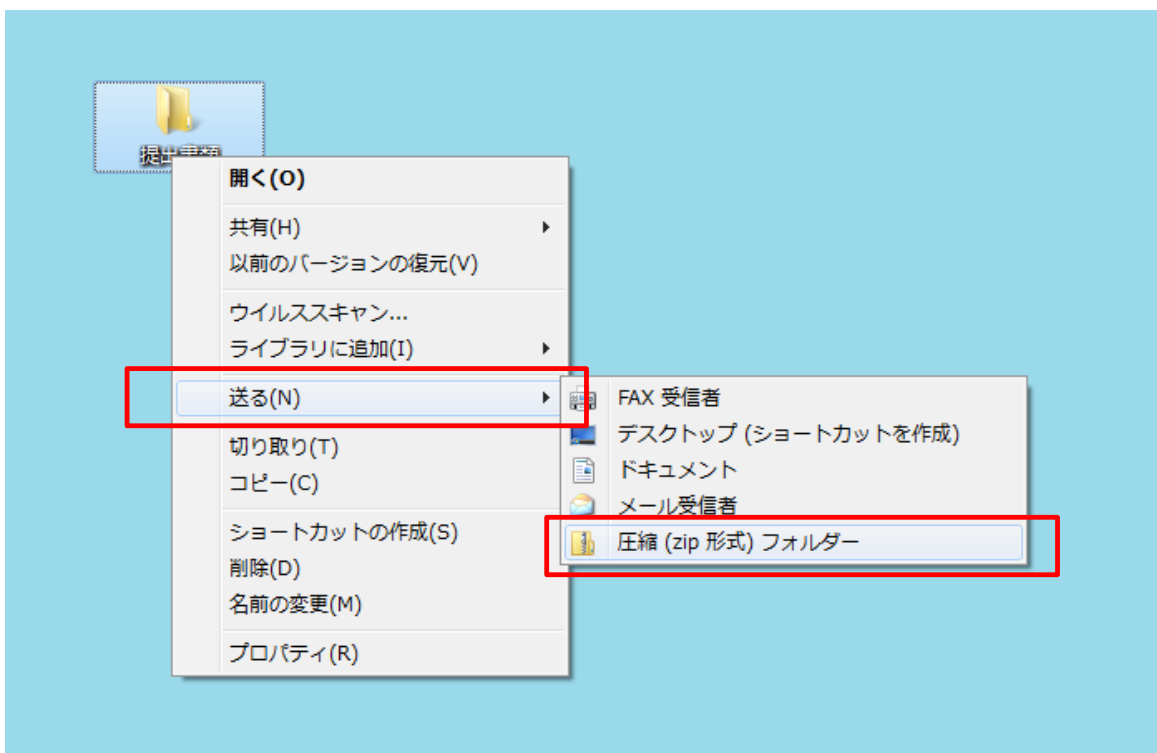 提出書類
開く(O)
共有(H)
以前のバージョンの復元(V)
ウイルススキャン...
ライブラリに追加(I)
送る(N)
切り取り(T)
コピー(C)
ショートカットの作成(S)
削除(D)
名前の変更(M)
プロパティ(R)
FAX 受信者
デスクトップ (ショートカットを作成)
ドキュメント
メール受信者
圧縮 (zip 形式) フォルダー